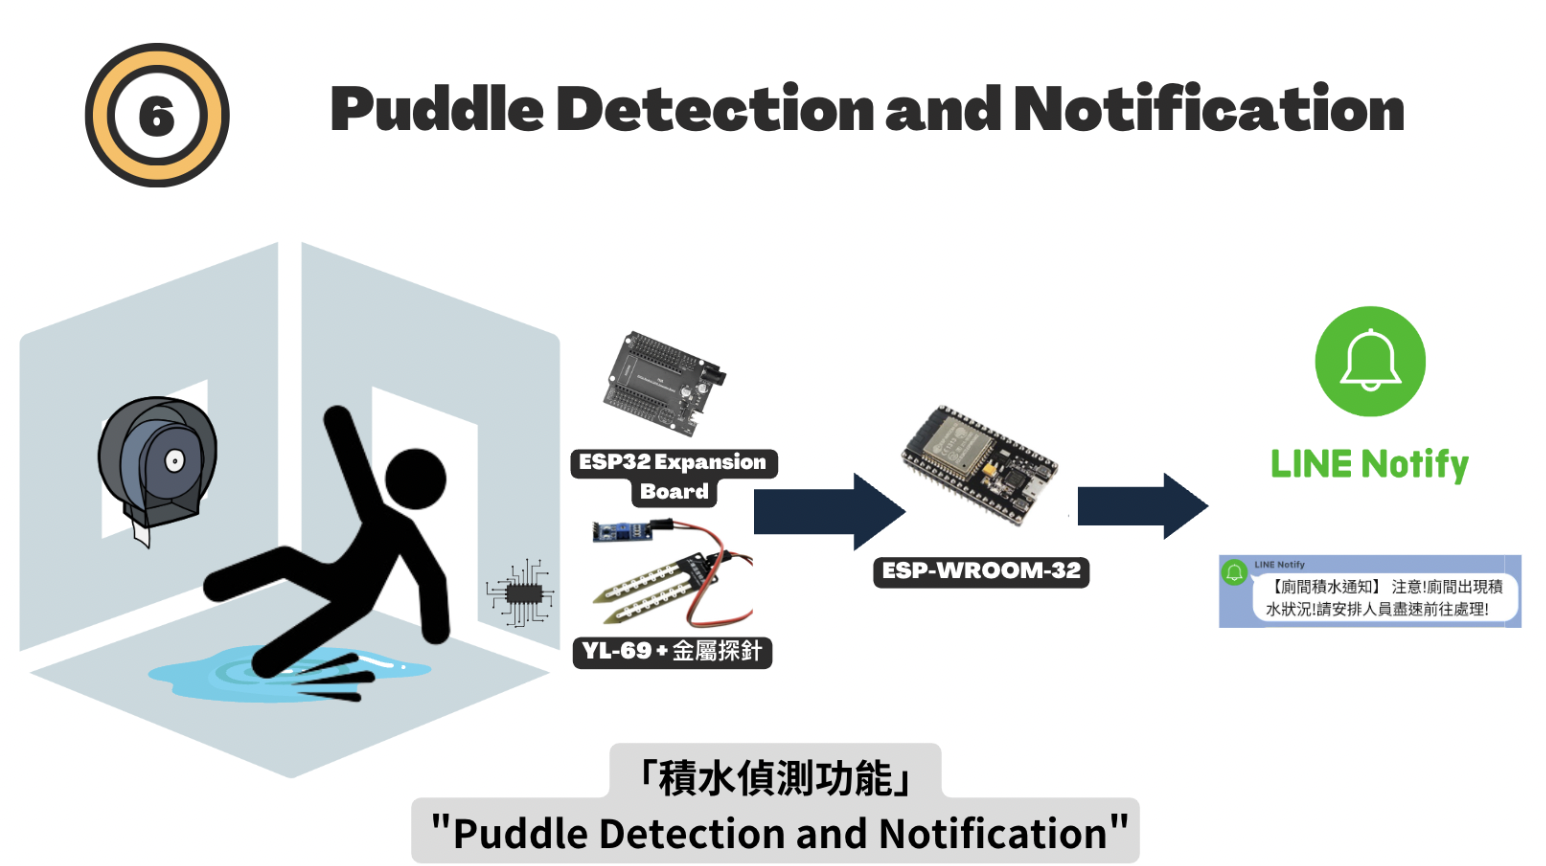 6
Puddle Detection and Notification
ESP32 Expansion
Board
YL-69 + 金屬探針
ESP-WROOM-32
LINE Notify
LINE Notify
【廁間積水通知】 注意!廁間出現積
水狀況!請安排人員盡速前往處理!
「積水偵測功能」
"Puddle Detection and Notification"